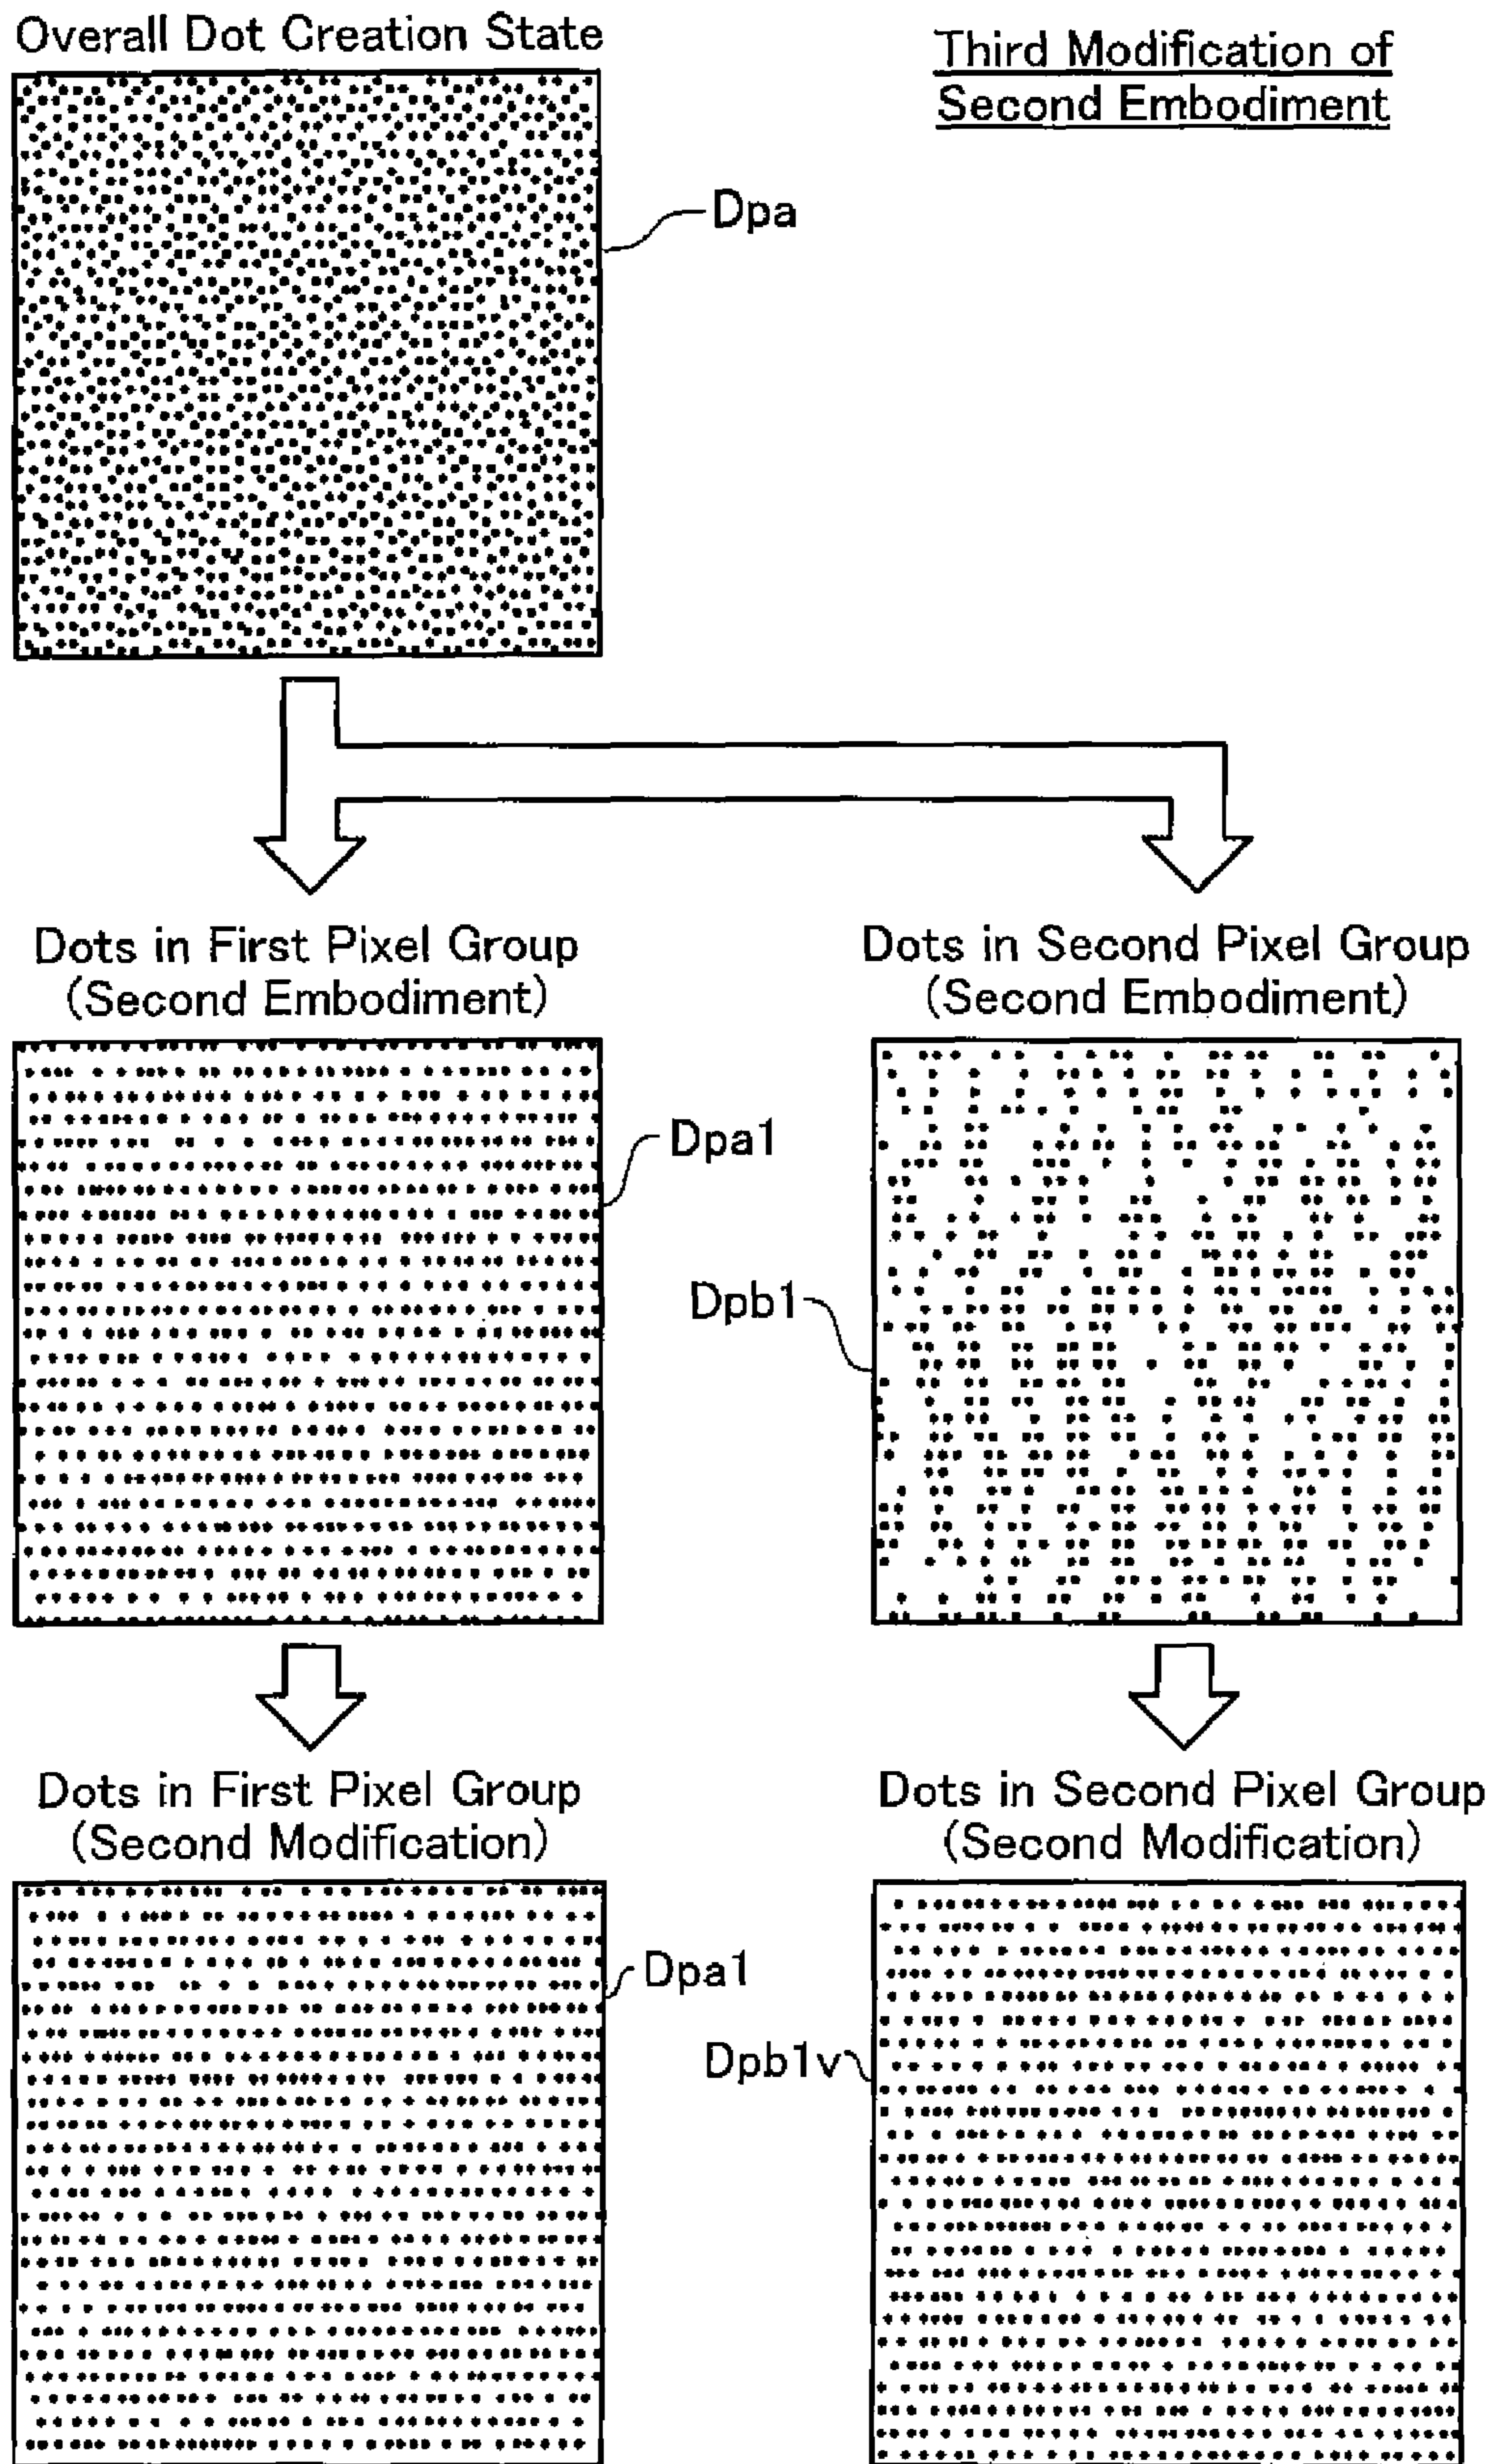 Overall Dot Creation State
Third Modification of
Second Embodiment
Dpa
Dots in First Pixel Group
(Second Embodiment)
Dots in Second Pixel Group
(Second Embodiment)
Dpa1
Dpb1
Dots in First Pixel Group
(Second Modification)
Dots in Second Pixel Group
(Second Modification)
Dpa1
Dpb1v